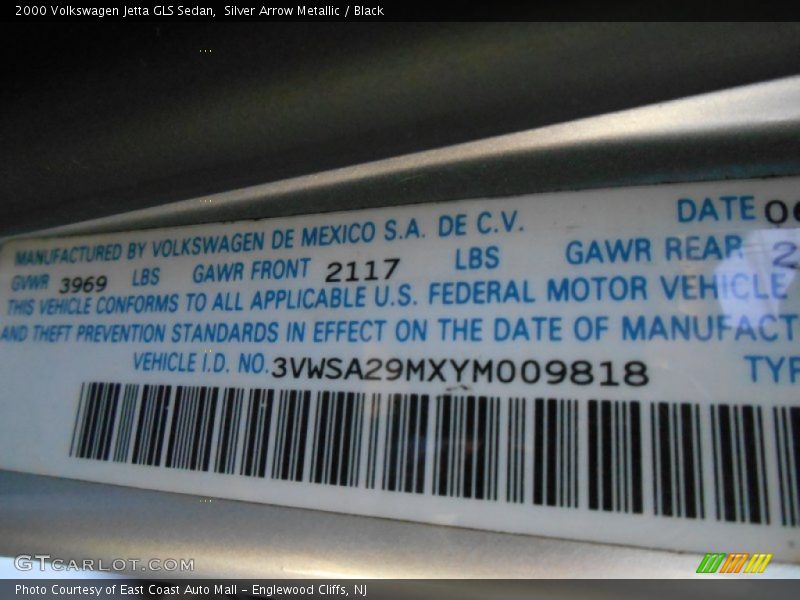 2000 Volkswagen Jetta GLS Sedan,  Silver Arrow Metallic / Black
MANUFACTURED BY VOLKSWAGEN DE MEXICO S.A. DE C.V. DATE
GVWR 3969 LBS GAWR FRONT 2117 LBS GAWR REAR 2
THIS VEHICLE CONFORMS TO ALL APPLICABLE U.S. FEDERAL MOTOR VEHICLE
AND THEFT PREVENTION STANDARDS IN EFFECT ON THE DATE OF MANUFACT
VEHICLE I.D. NO. 3VWSA29MXYM009818 TYP
GTcarlot.com
Photo Courtesy of East Coast Auto Mall - Englewood Cliffs, NJ